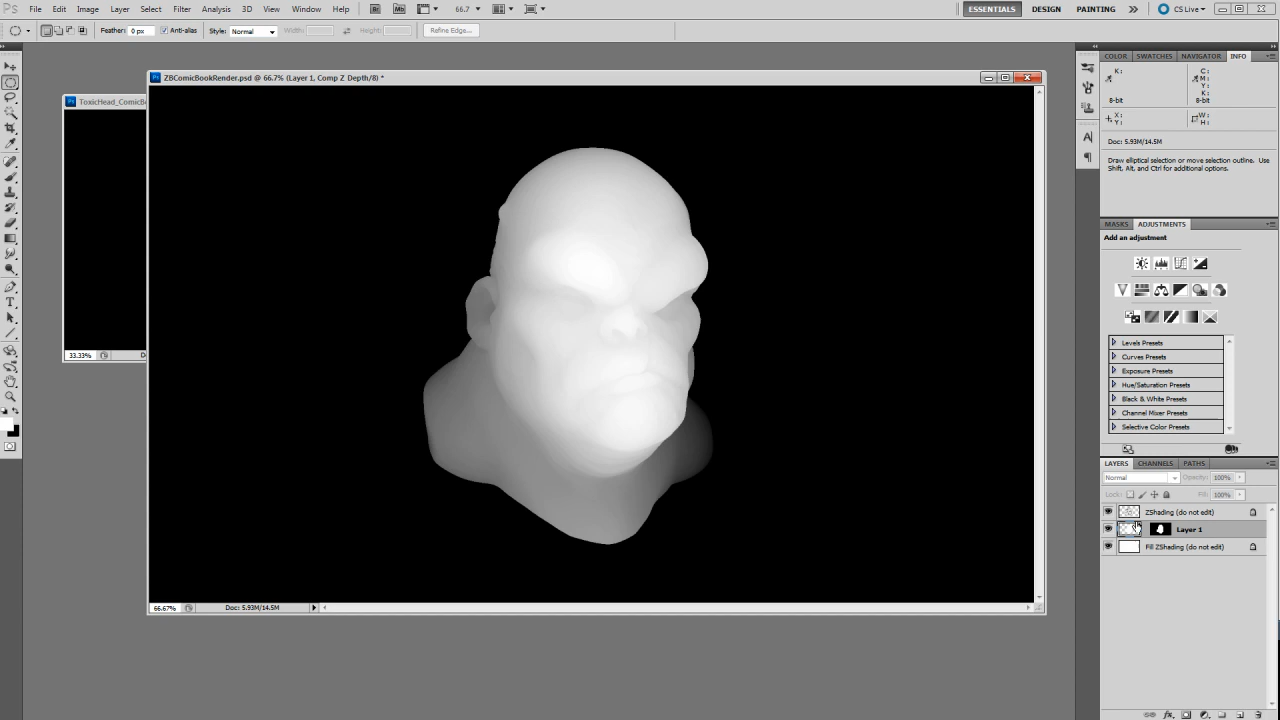 Ps File Edit Image Layer Select Filter Analysis 3D View Window Help Br Mb 66.7 ESSENTIALS DESIGN PAINTING CS Live
Feather: 0 px Anti-alias Style: Normal Width: Height: Refine Edge...
COLOR SWATCHES NAVIGATOR INFO
K: C:
M:
Y:
K:
8-bit 8-bit
X: W:
Y: H:
Doc: 5.93M/14.5M
Draw elliptical selection or move selection outline. Use
Shift, Alt, and Ctrl for additional options.
ZBComicBookRender.psd @ 66.7% (Layer 1, Comp Z Depth/8) *
ToxicHead_ComicBo
33.33% D
66.67% Doc: 5.93M/14.5M
MASKS ADJUSTMENTS
Add an adjustment
Levels Presets
Curves Presets
Exposure Presets
Hue/Saturation Presets
Black & White Presets
Channel Mixer Presets
Selective Color Presets
LAYERS CHANNELS PATHS
Normal Opacity: 100%
Lock: Fill: 100%
ZShading (do not edit)
Layer 1
Fill ZShading (do not edit)